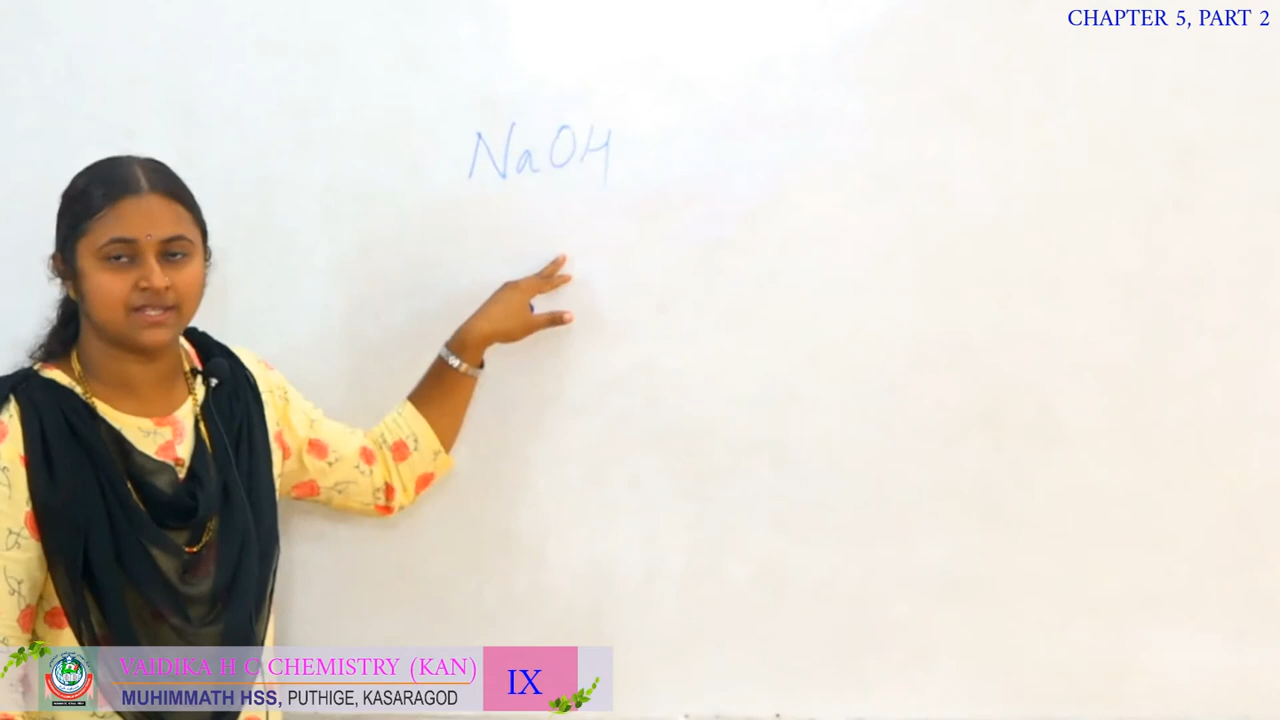 CHAPTER 5, PART 2
NaOH
VAIDIKA H C CHEMISTRY (KAN)
MUHIMMATH HSS, PUTHIGE, KASARAGOD
IX